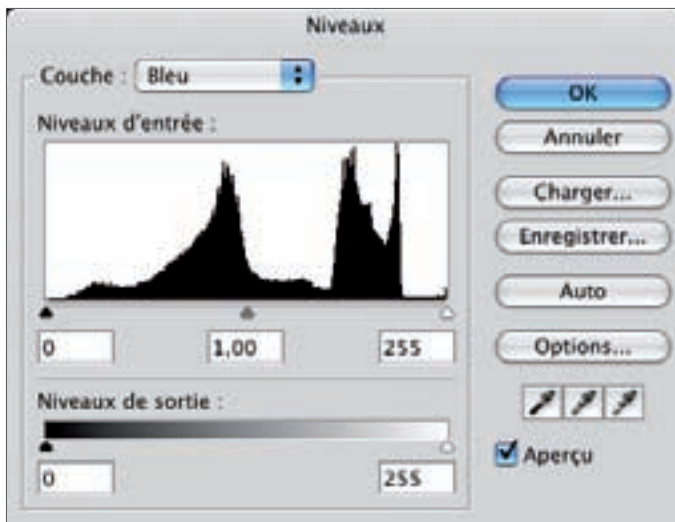 Niveaux
Couche : Bleu
Niveaux d'entrée :
0 1,00 255
Niveaux de sortie :
0 255
OK
Annuler
Charger...
Enregistrer...
Auto
Options...
Aperçu